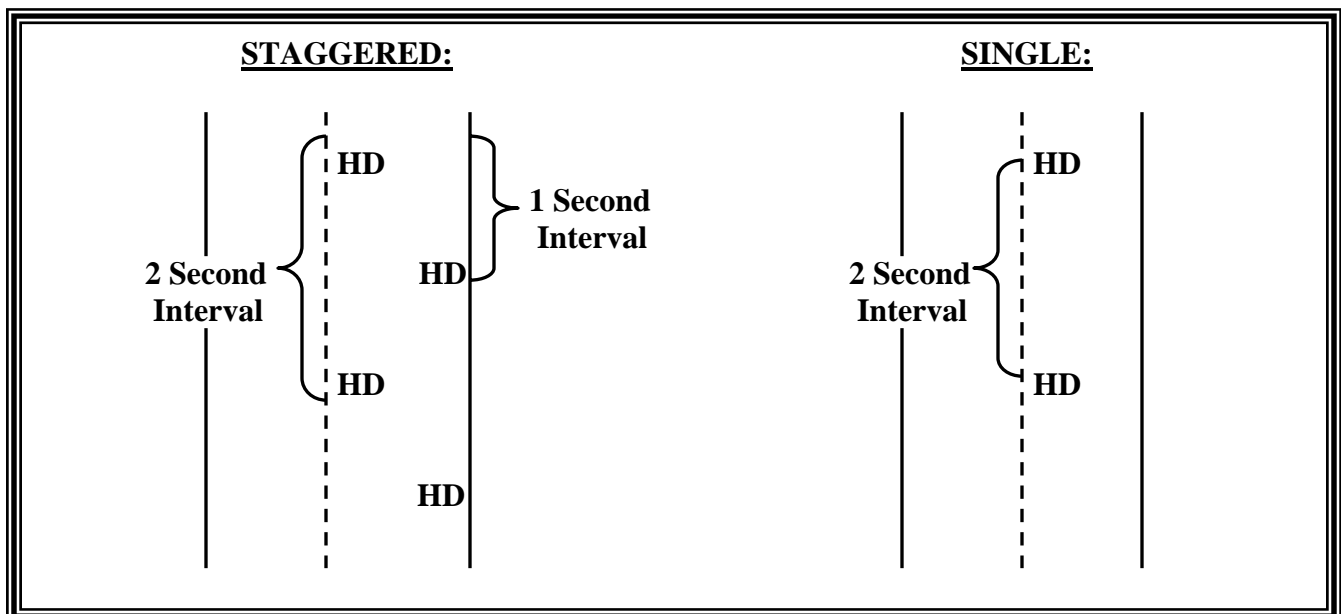 STAGGERED:
HD
1 Second
Interval
2 Second
Interval
HD
HD
HD
SINGLE:
HD
2 Second
Interval
HD